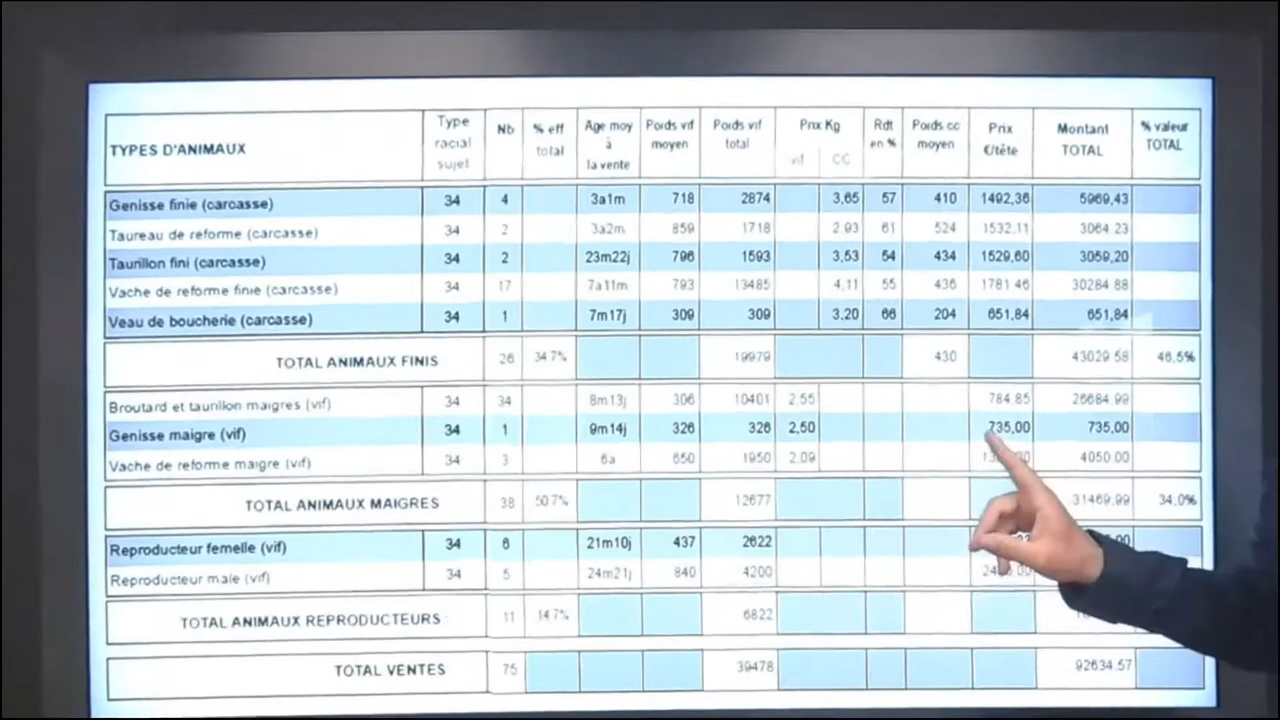 TYPES D'ANIMAUX Type racial sujet Nb % eff total Age moy à la vente Poids vif moyen Poids vif total Prix Kg vif CC Rdt en % Poids cc moyen Prix €/tête Montant TOTAL % valeur TOTAL
Genisse finie (carcasse) 34 4 3a1m 718 2874 3,65 57 410 1492,36 5969,43
Taureau de reforme (carcasse) 34 2 3a2m 859 1718 2.93 61 524 1532,11 3064.23
Taurillon fini (carcasse) 34 2 23m22j 796 1593 3,53 54 434 1529,60 3059,20
Vache de reforme finie (carcasse) 34 17 7a11m 793 13485 4,11 55 436 1781.46 30284.88
Veau de boucherie (carcasse) 34 1 7m17j 309 309 3.20 66 204 651,84 651,84
TOTAL ANIMAUX FINIS 26 34.7% 19979 430 43029.58 46.5%
Broutard et taurillon maigres (vif) 34 34 8m13j 306 10401 2.55 784.85 26684.99
Genisse maigre (vif) 34 1 9m14j 326 326 2,50 735,00 735,00
Vache de reforme maigre (vif) 34 3 6a 650 1950 2.09 4050.00
TOTAL ANIMAUX MAIGRES 38 50.7% 12677 31469.99 34.0%
Reproducteur femelle (vif) 34 6 21m10j 437 2622
Reproducteur male (vif) 34 5 24m21j 840 4200
TOTAL ANIMAUX REPRODUCTEURS 11 14.7% 6822
TOTAL VENTES 75 39478 92634.57